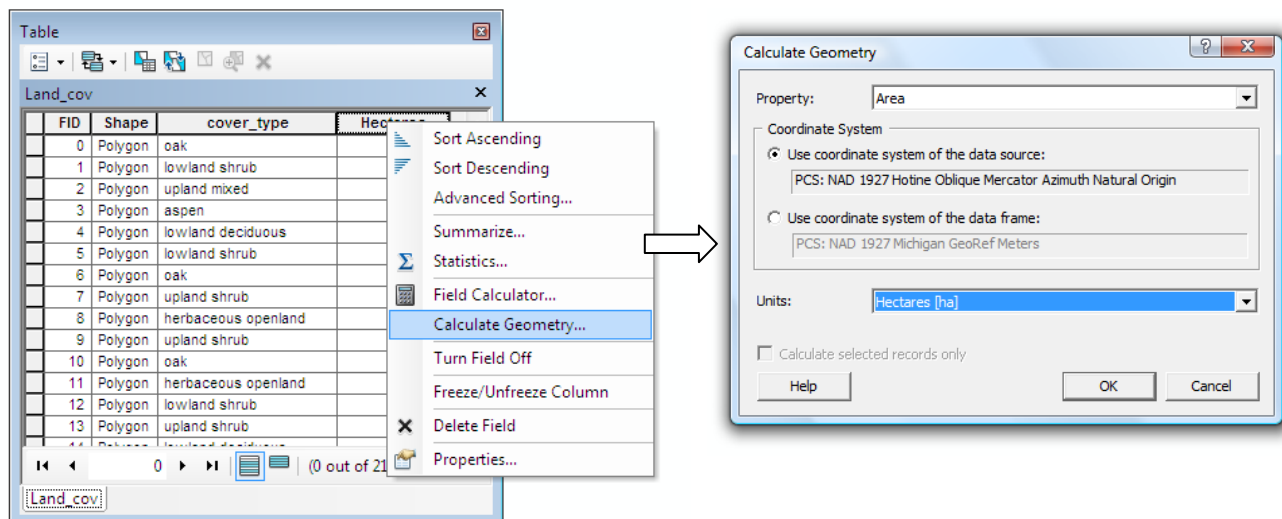 Table
Land_cov
FID Shape cover_type Hectares
0 Polygon oak
1 Polygon lowland shrub
2 Polygon upland mixed
3 Polygon aspen
4 Polygon lowland deciduous
5 Polygon lowland shrub
6 Polygon oak
7 Polygon upland shrub
8 Polygon herbaceous openland
9 Polygon upland shrub
10 Polygon oak
11 Polygon herbaceous openland
12 Polygon lowland shrub
13 Polygon upland shrub
14 Polygon lowland deciduous
0 (0 out of 21
Land_cov
Sort Ascending
Sort Descending
Advanced Sorting...
Summarize...
Σ Statistics...
Field Calculator...
Calculate Geometry...
Turn Field Off
Freeze/Unfreeze Column
Delete Field
Properties...
Calculate Geometry
Property: Area
Coordinate System
Use coordinate system of the data source:
PCS: NAD 1927 Hotine Oblique Mercator Azimuth Natural Origin
Use coordinate system of the data frame:
PCS: NAD 1927 Michigan GeoRef Meters
Units: Hectares [ha]
Calculate selected records only
Help OK Cancel